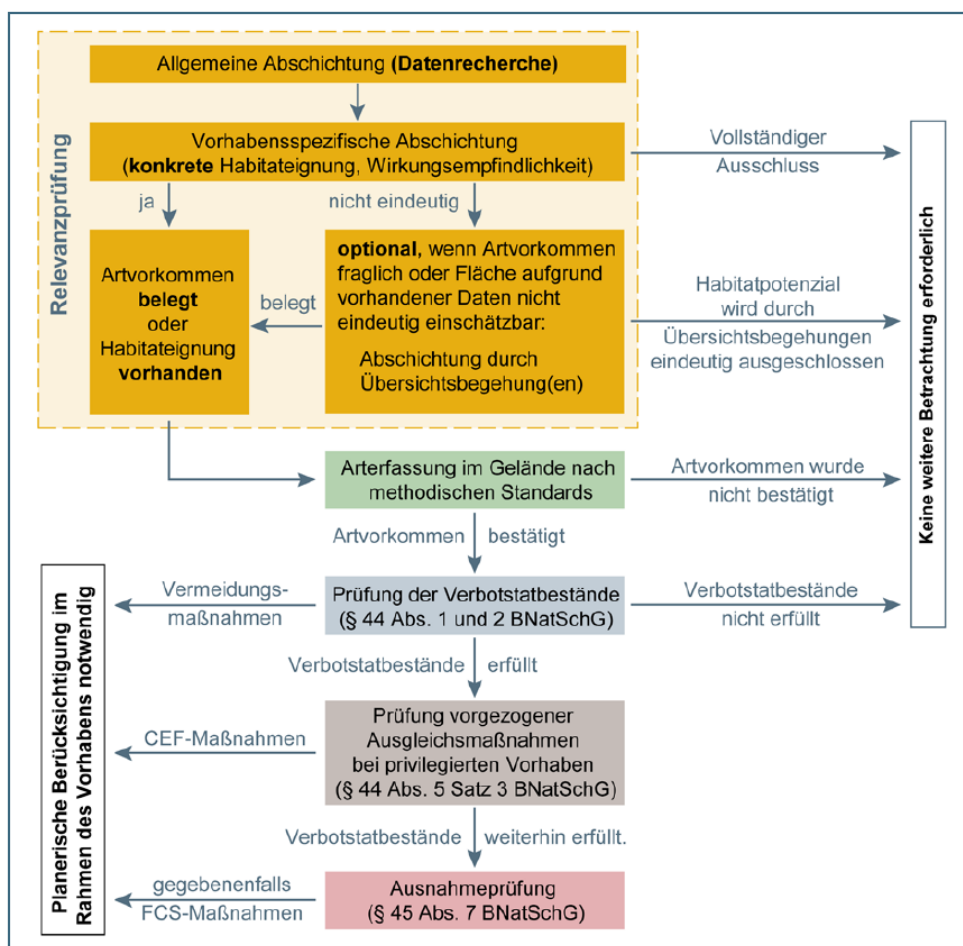 Relevanzprüfung
Allgemeine Abschichtung (Datenrecherche)
Vorhabensspezifische Abschichtung
(konkrete Habitateignung, Wirkungsempfindlichkeit)
Vollständiger
Ausschluss
ja
nicht eindeutig
Artvorkommen
belegt
oder
Habitateignung
vorhanden
belegt
optional, wenn Artvorkommen
fraglich oder Fläche aufgrund
vorhandener Daten nicht
eindeutig einschätzbar:
Abschichtung durch
Übersichtsbegehung(en)
Habitatpotenzial
wird durch
Übersichtsbegehungen
eindeutig ausgeschlossen
Keine weitere Betrachtung erforderlich
Arterfassung im Gelände nach
methodischen Standards
Artvorkommen wurde
nicht bestätigt
Artvorkommen bestätigt
Planerische Berücksichtigung im
Rahmen des Vorhabens notwendig
Vermeidungs-
maßnahmen
Prüfung der Verbotstatbestände
(§ 44 Abs. 1 und 2 BNatSchG)
Verbotstatbestände
nicht erfüllt
Verbotstatbestände erfüllt
CEF-Maßnahmen
Prüfung vorgezogener
Ausgleichsmaßnahmen
bei privilegierten Vorhaben
(§ 44 Abs. 5 Satz 3 BNatSchG)
Verbotstatbestände weiterhin erfüllt.
gegebenenfalls
FCS-Maßnahmen
Ausnahmeprüfung
(§ 45 Abs. 7 BNatSchG)